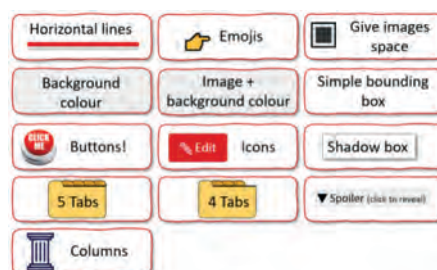 Horizontal lines
Emojis
Give images
space
Background
colour
Image +
background colour
Simple bounding
box
CLICK
ME
Buttons!
Edit
Icons
Shadow box
5 Tabs
4 Tabs
▼ Spoiler (click to reveal)
Columns